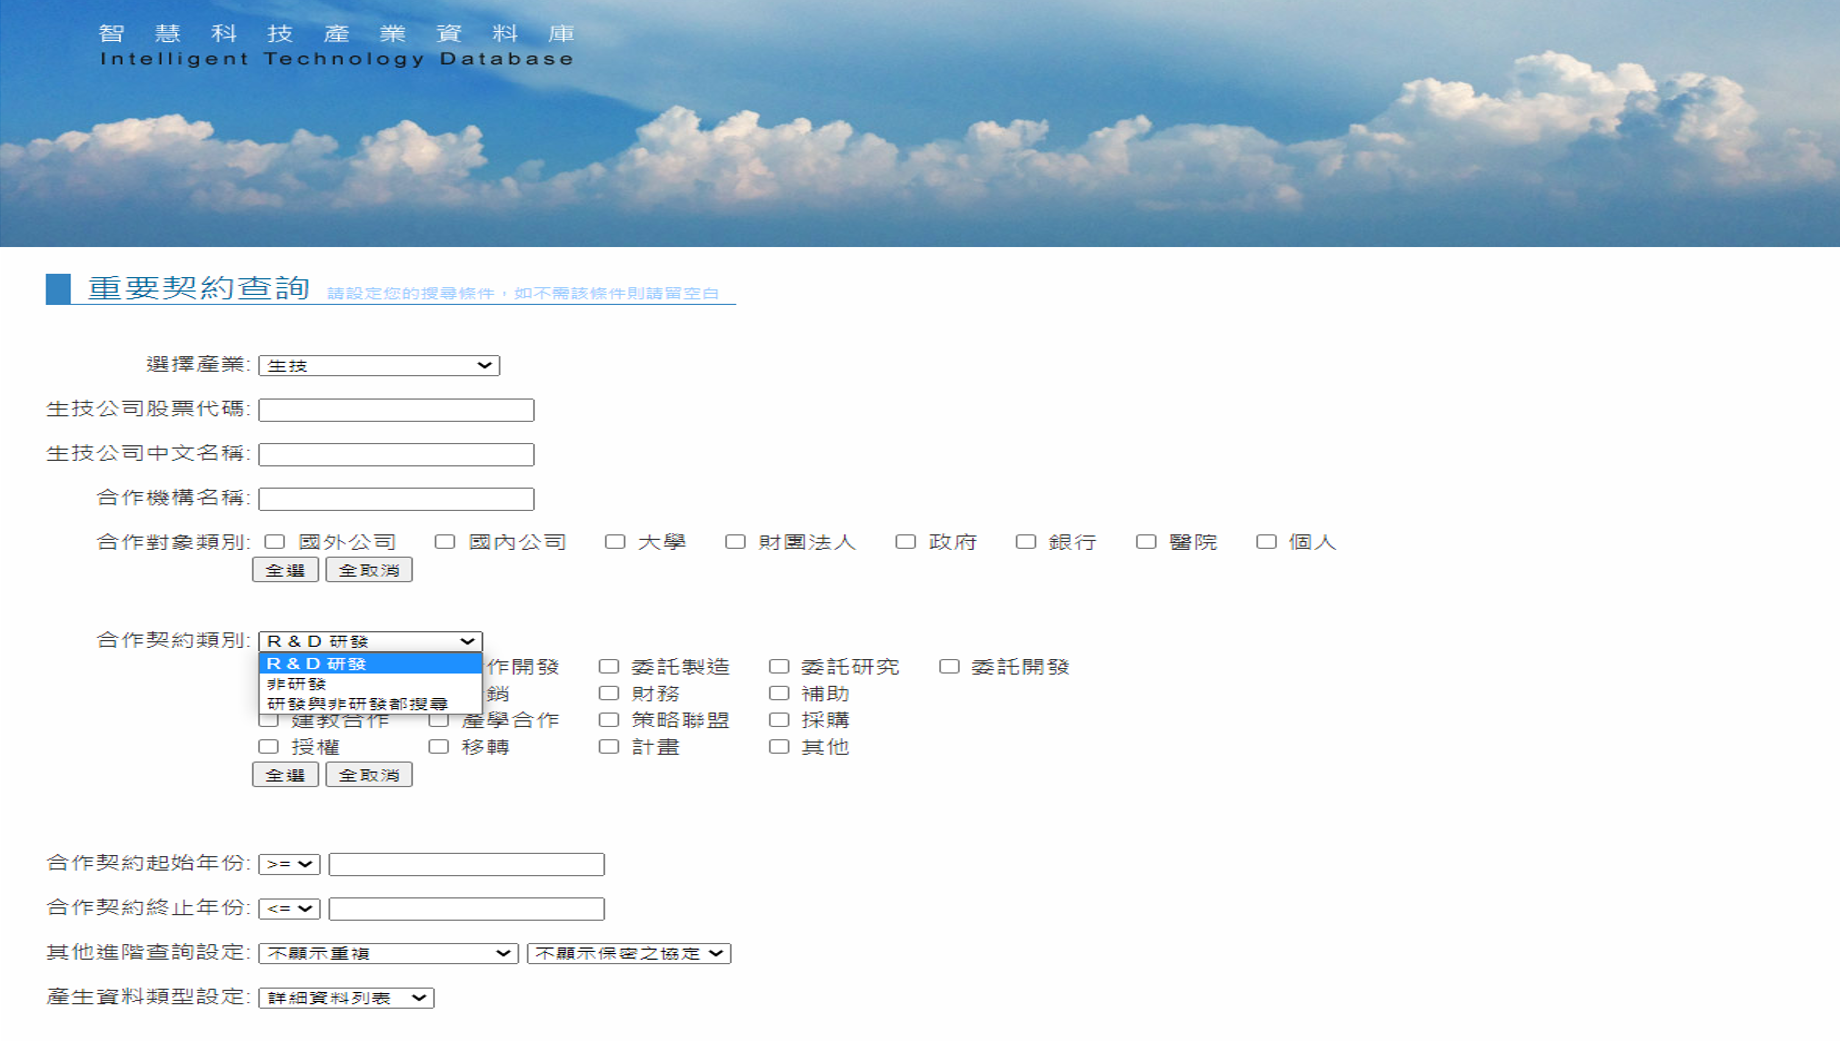 智慧科技產業資料庫
Intelligent Technology Database
重要契約查詢 請設定您的搜尋條件，如不需該條件則請留空白
選擇產業: 生技
生技公司股票代碼:
生技公司中文名稱:
合作機構名稱:
合作對象類別: 國外公司 國內公司 大學 財團法人 政府 銀行 醫院 個人
全選 全取消
合作契約類別: R & D 研發
R & D 研發
非研發
研發與非研發都搜尋
作開發 委託製造 委託研究 委託開發
銷 財務 補助
建教合作 產學合作 策略聯盟 採購
授權 移轉 計畫 其他
全選 全取消
合作契約起始年份: >=
合作契約終止年份: <=
其他進階查詢設定: 不顯示重複 不顯示保密之協定
產生資料類型設定: 詳細資料列表